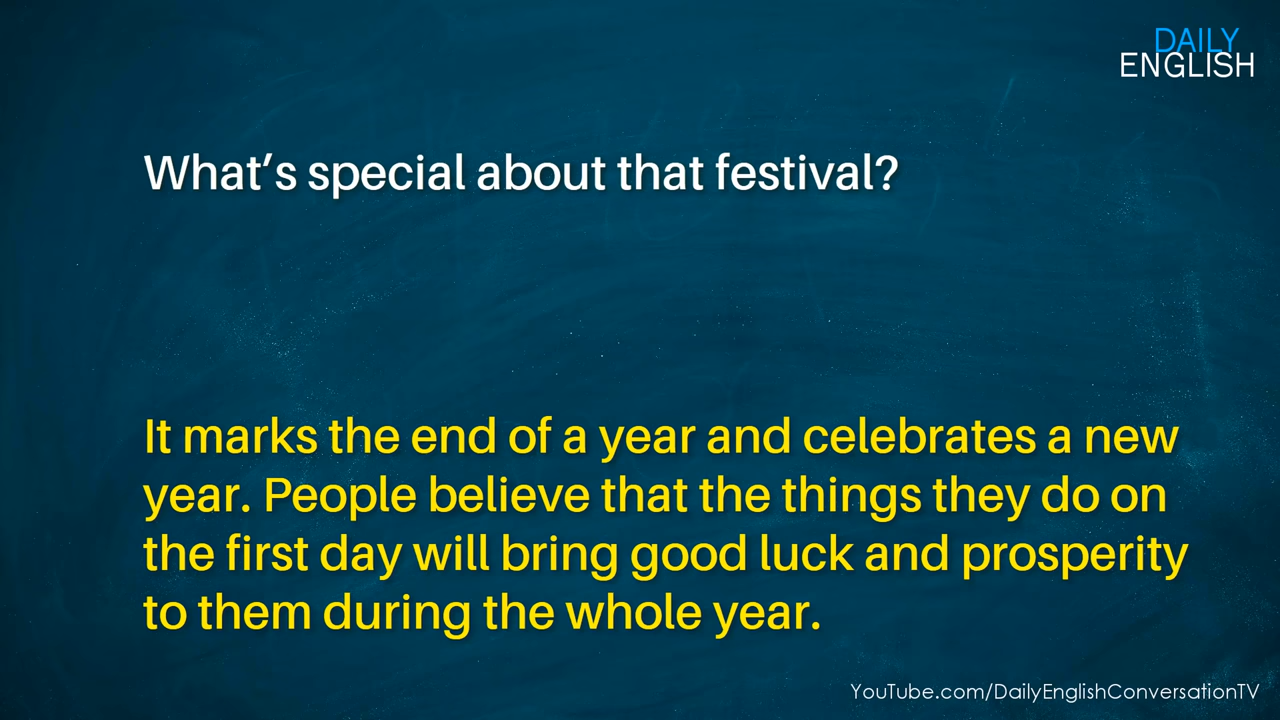 DAILY
ENGLISH
What’s special about that festival?
It marks the end of a year and celebrates a new
year. People believe that the things they do on
the first day will bring good luck and prosperity
to them during the whole year.
YouTube.com/DailyEnglishConversationTV